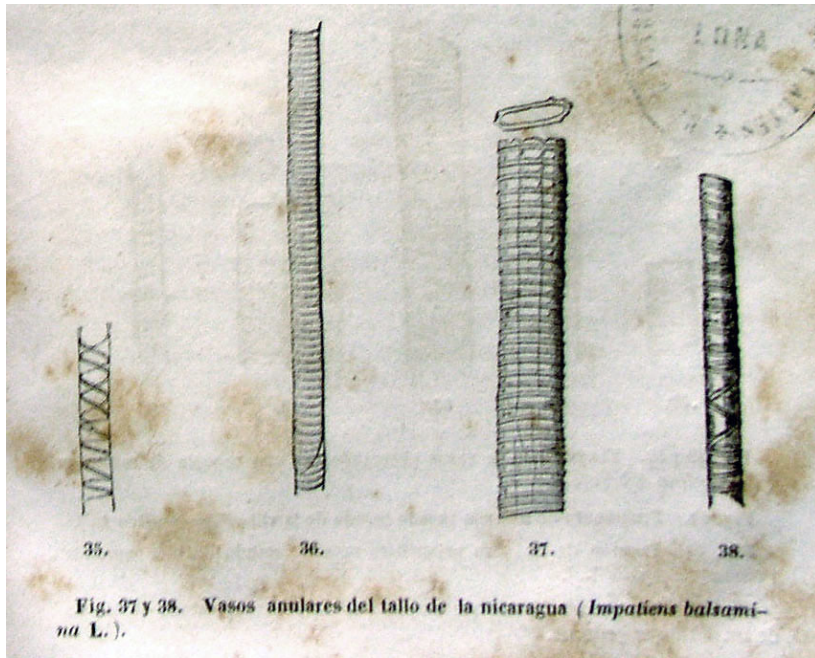 35.
36.
37.
38.
Fig. 37 y 38. Vasos anulares del tallo de la nicaragua (Impatiens balsami-
na L.).